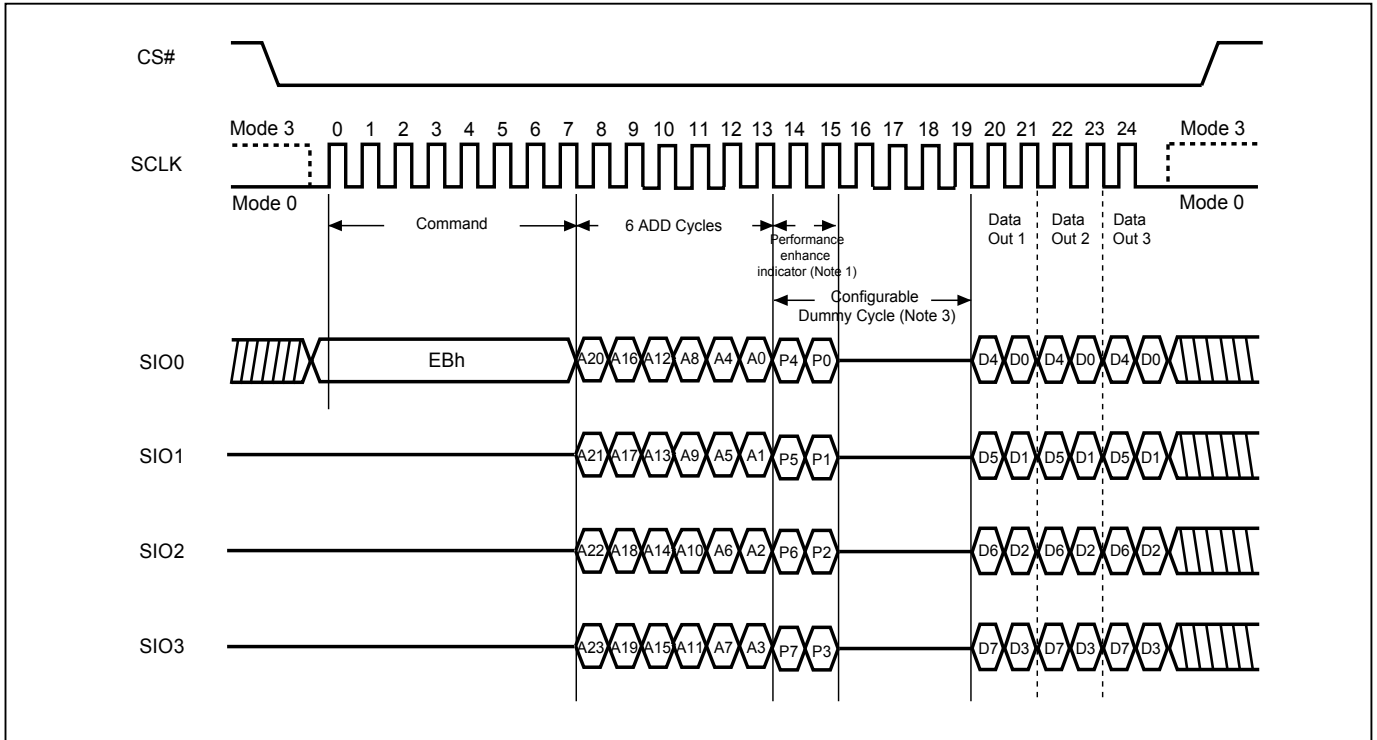 CS#
Mode 3 0 1 2 3 4 5 6 7 8 9 10 11 12 13 14 15 16 17 18 19 20 21 22 23 24 Mode 3
SCLK
Mode 0 Mode 0
Command 6 ADD Cycles Data Data Data
Out 1 Out 2 Out 3
Performance
enhance
indicator (Note 1)
Configurable
Dummy Cycle (Note 3)
SIO0 EBh A20 A16 A12 A8 A4 A0 P4 P0 D4 D0 D4 D0 D4 D0
SIO1 A21 A17 A13 A9 A5 A1 P5 P1 D5 D1 D5 D1 D5 D1
SIO2 A22 A18 A14 A10 A6 A2 P6 P2 D6 D2 D6 D2 D6 D2
SIO3 A23 A19 A15 A11 A7 A3 P7 P3 D7 D3 D7 D3 D7 D3